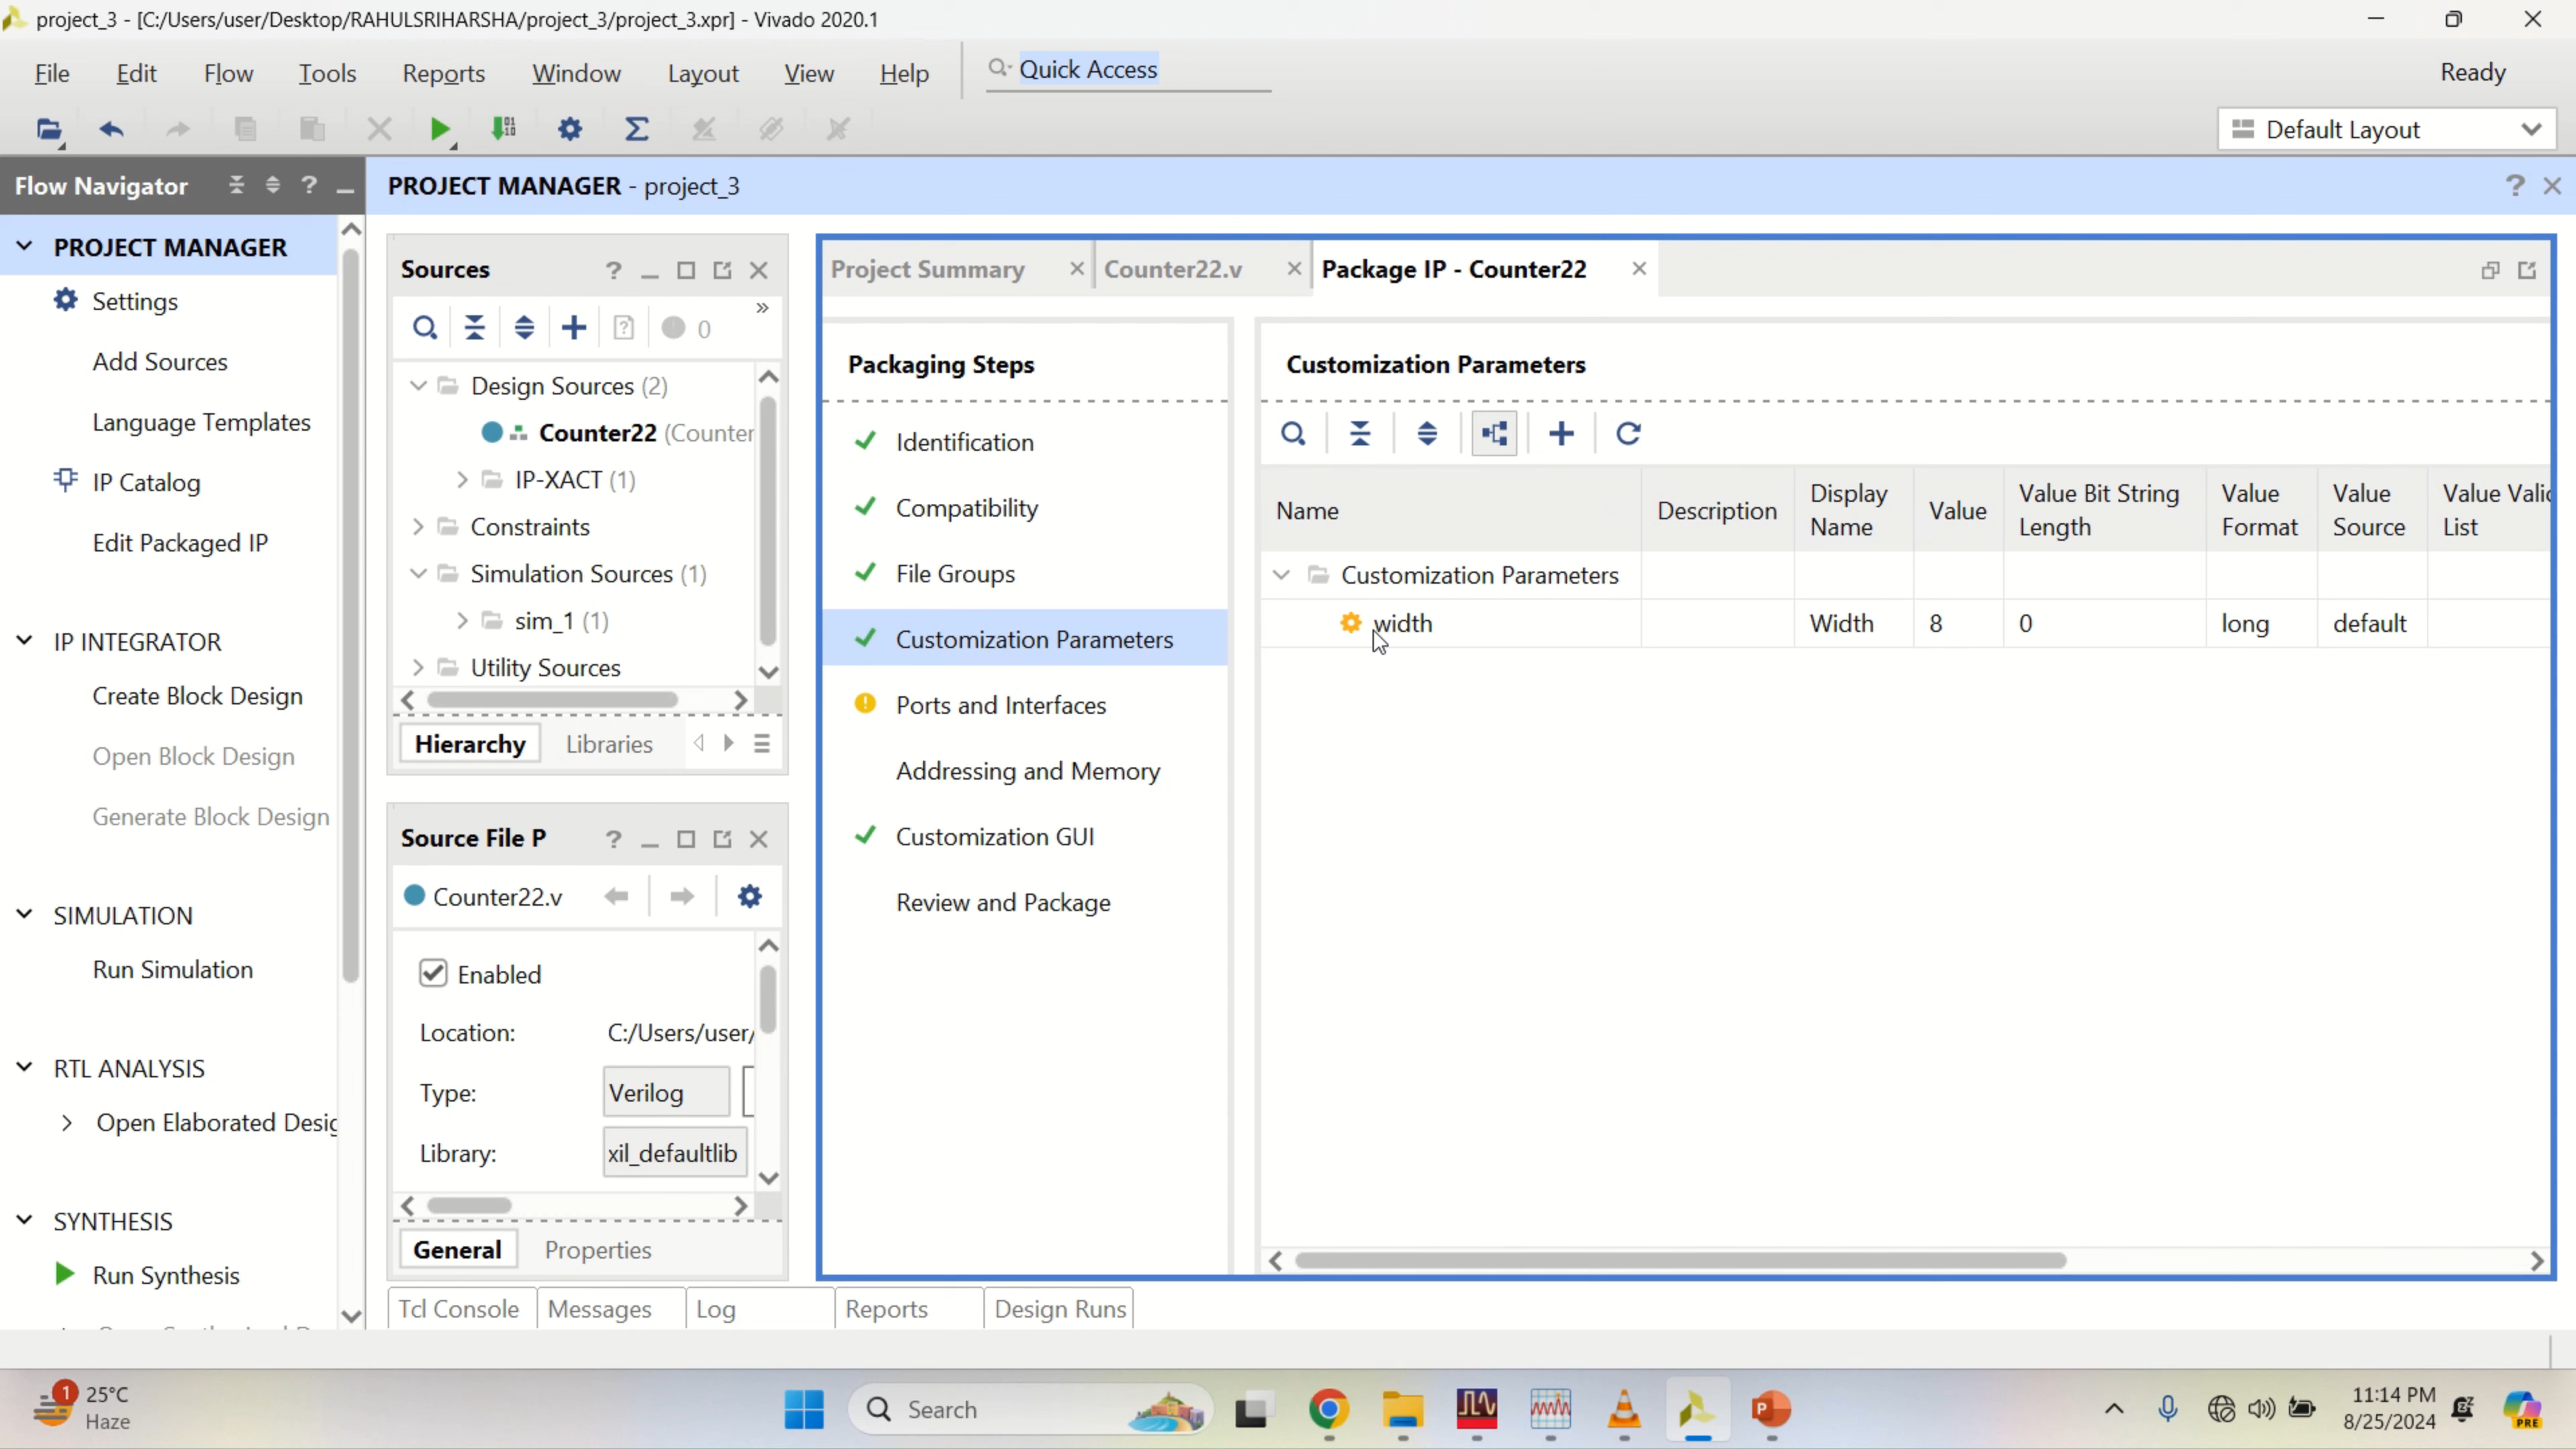 project_3 - [C:/Users/user/Desktop/RAHULSRIHARSHA/project_3/project_3.xpr] - Vivado 2020.1
File Edit Flow Tools Reports Window Layout View Help Quick Access Ready
Default Layout
Flow Navigator
PROJECT MANAGER - project_3
PROJECT MANAGER
Settings
Add Sources
Language Templates
IP Catalog
Edit Packaged IP
IP INTEGRATOR
Create Block Design
Open Block Design
Generate Block Design
SIMULATION
Run Simulation
RTL ANALYSIS
Open Elaborated Desig
SYNTHESIS
Run Synthesis
Sources
0
Design Sources (2)
Counter22 (Counter
IP-XACT (1)
Constraints
Simulation Sources (1)
sim_1 (1)
Utility Sources
Hierarchy Libraries
Source File P
Counter22.v
Enabled
Location: C:/Users/user/
Type: Verilog
Library: xil_defaultlib
General Properties
Project Summary Counter22.v Package IP - Counter22
Packaging Steps
Identification
Compatibility
File Groups
Customization Parameters
Ports and Interfaces
Addressing and Memory
Customization GUI
Review and Package
Customization Parameters
Name Description Display Name Value Value Bit String Length Value Format Value Source Value Valid List
Customization Parameters
width Width 8 0 long default
Tcl Console Messages Log Reports Design Runs
1
25°C
Haze
Search
11:14 PM
8/25/2024
PRE